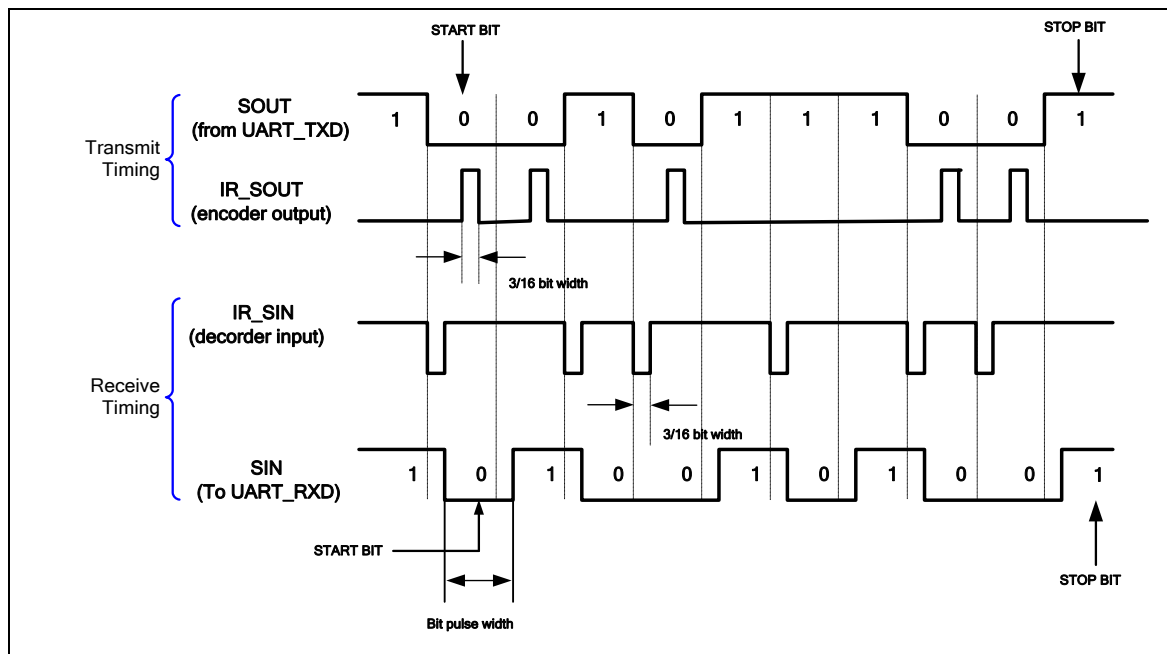 START BIT
STOP BIT
SOUT
(from UART_TXD)
1 0 0 1 0 1 1 1 0 0 1
Transmit
Timing
IR_SOUT
(encoder output)
3/16 bit width
IR_SIN
(decorder input)
Receive
Timing
3/16 bit width
SIN
(To UART_RXD)
1 0 1 0 0 1 0 1 0 0 1
START BIT
STOP BIT
Bit pulse width